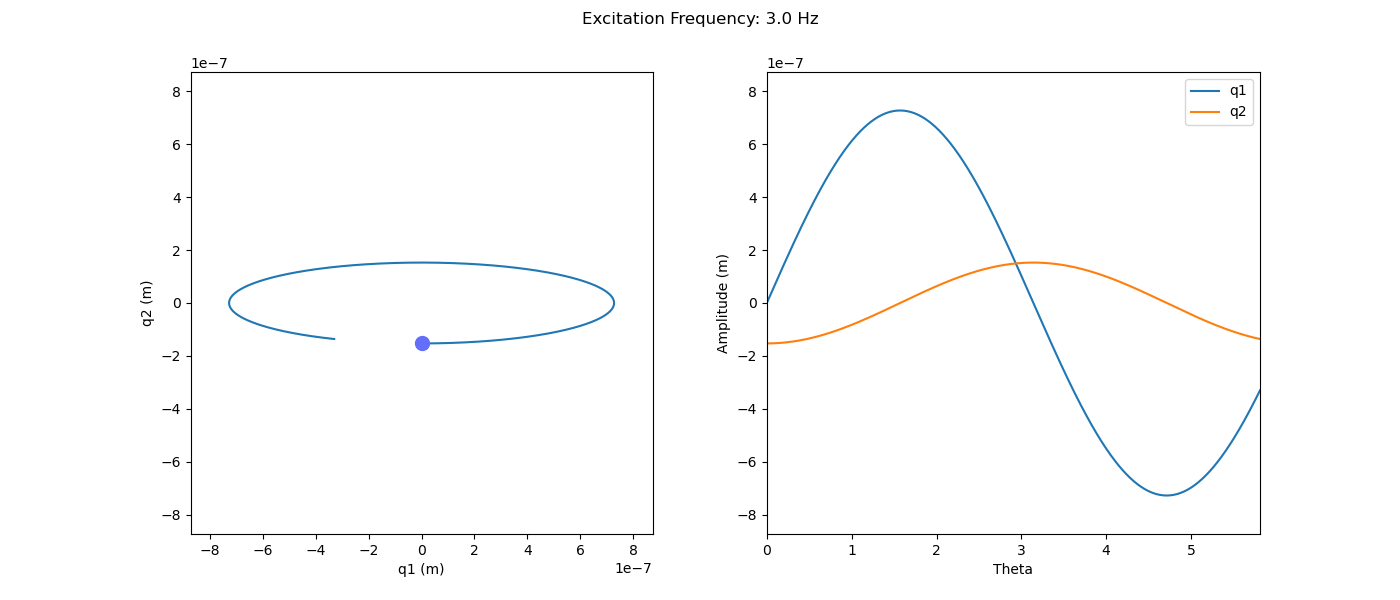 Excitation Frequency: 3.0 Hz
1e−7
8
6
4
2
0
−2
−4
−6
−8
q2 (m)
−8 −6 −4 −2 0 2 4 6 8
q1 (m)
1e−7
1e−7
8
6
4
2
0
−2
−4
−6
−8
Amplitude (m)
0 1 2 3 4 5
Theta
q1
q2